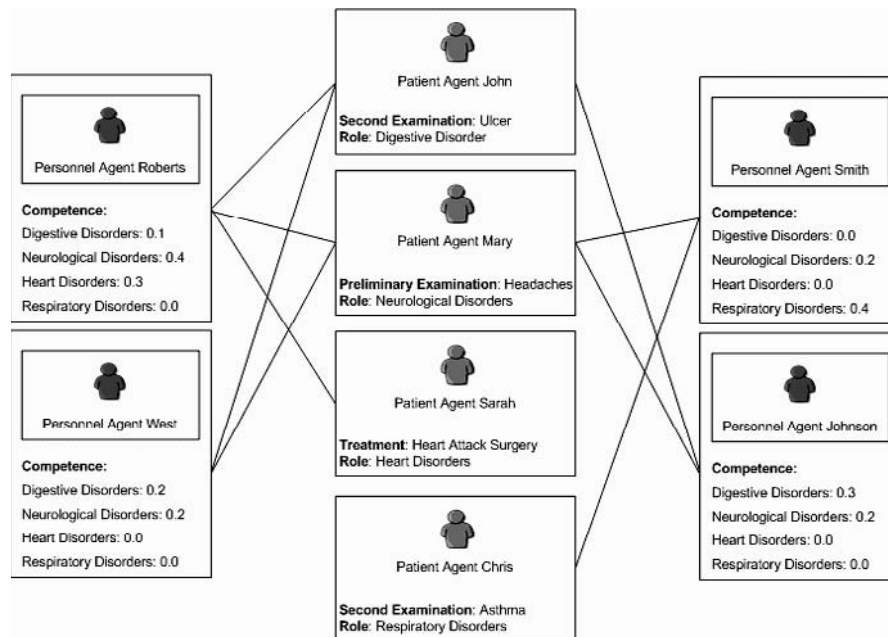 Personnel Agent Roberts
Competence:
Digestive Disorders: 0.1
Neurological Disorders: 0.4
Heart Disorders: 0.3
Respiratory Disorders: 0.0
Personnel Agent West
Competence:
Digestive Disorders: 0.2
Neurological Disorders: 0.2
Heart Disorders: 0.0
Respiratory Disorders: 0.0
Patient Agent John
Second Examination: Ulcer
Role: Digestive Disorder
Patient Agent Mary
Preliminary Examination: Headaches
Role: Neurological Disorders
Patient Agent Sarah
Treatment: Heart Attack Surgery
Role: Heart Disorders
Patient Agent Chris
Second Examination: Asthma
Role: Respiratory Disorders
Personnel Agent Smith
Competence:
Digestive Disorders: 0.0
Neurological Disorders: 0.2
Heart Disorders: 0.0
Respiratory Disorders: 0.4
Personnel Agent Johnson
Competence:
Digestive Disorders: 0.3
Neurological Disorders: 0.2
Heart Disorders: 0.0
Respiratory Disorders: 0.0